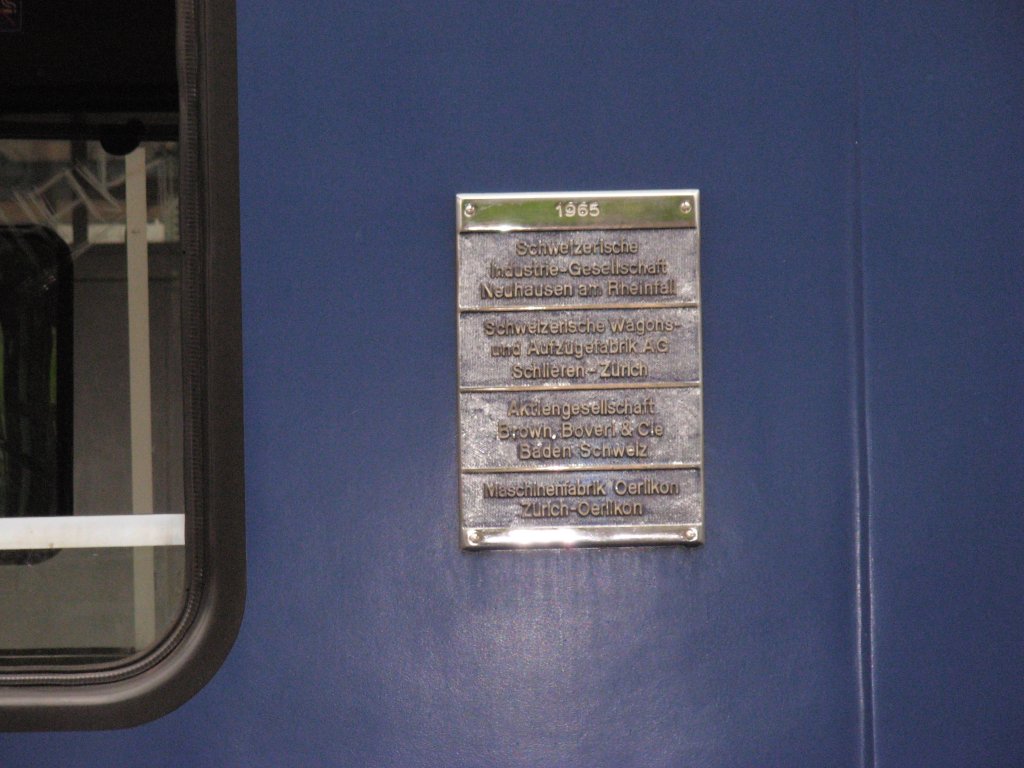 1965
Schweizerische
Industrie-Gesellschaft
Neuhausen am Rheinfall
Schweizerische Wagons-
und Aufzügefabrik AG
Schlieren-Zürich
Aktiengesellschaft
Brown, Boveri & Cie
Baden Schweiz
Maschinenfabrik Oerlikon
Zürich-Oerlikon